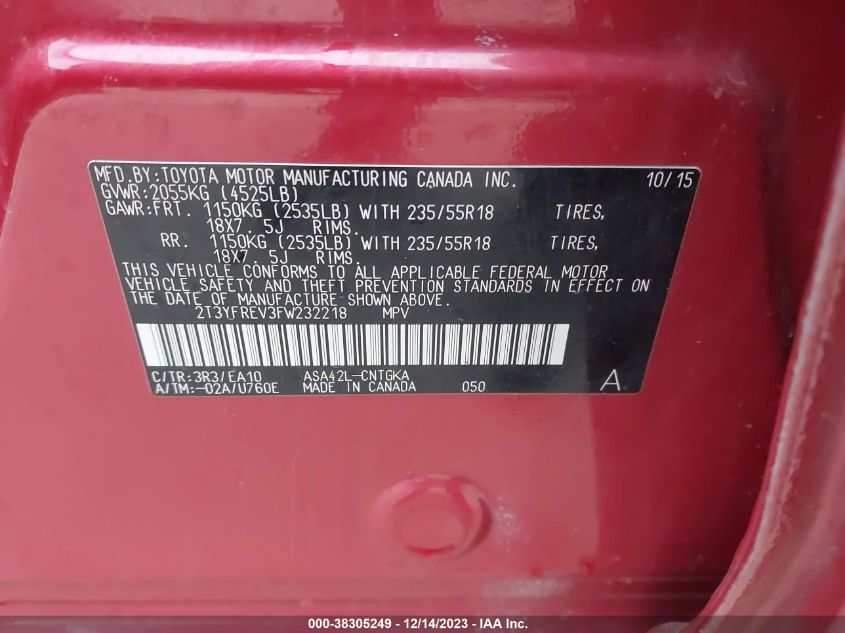 MFD.BY:TOYOTA MOTOR MANUFACTURING CANADA INC. 10/15
GVWR:2055KG (4525LB)
GAWR:FRT. 1150KG (2535LB) WITH 235/55R18 TIRES,
18X7. 5J RIMS.
RR. 1150KG (2535LB) WITH 235/55R18 TIRES,
18X7. 5J RIMS.
THIS VEHICLE CONFORMS TO ALL APPLICABLE FEDERAL MOTOR
VEHICLE SAFETY AND THEFT PREVENTION STANDARDS IN EFFECT ON
THE DATE OF MANUFACTURE SHOWN ABOVE.
2T3YFREV3FW232218 MPV
C/TR:3R3/EA10 ASA42L-CNTGKA
A/TM:-02A/U760E MADE IN CANADA 050 A
000-38305249 - 12/14/2023 - IAA Inc.